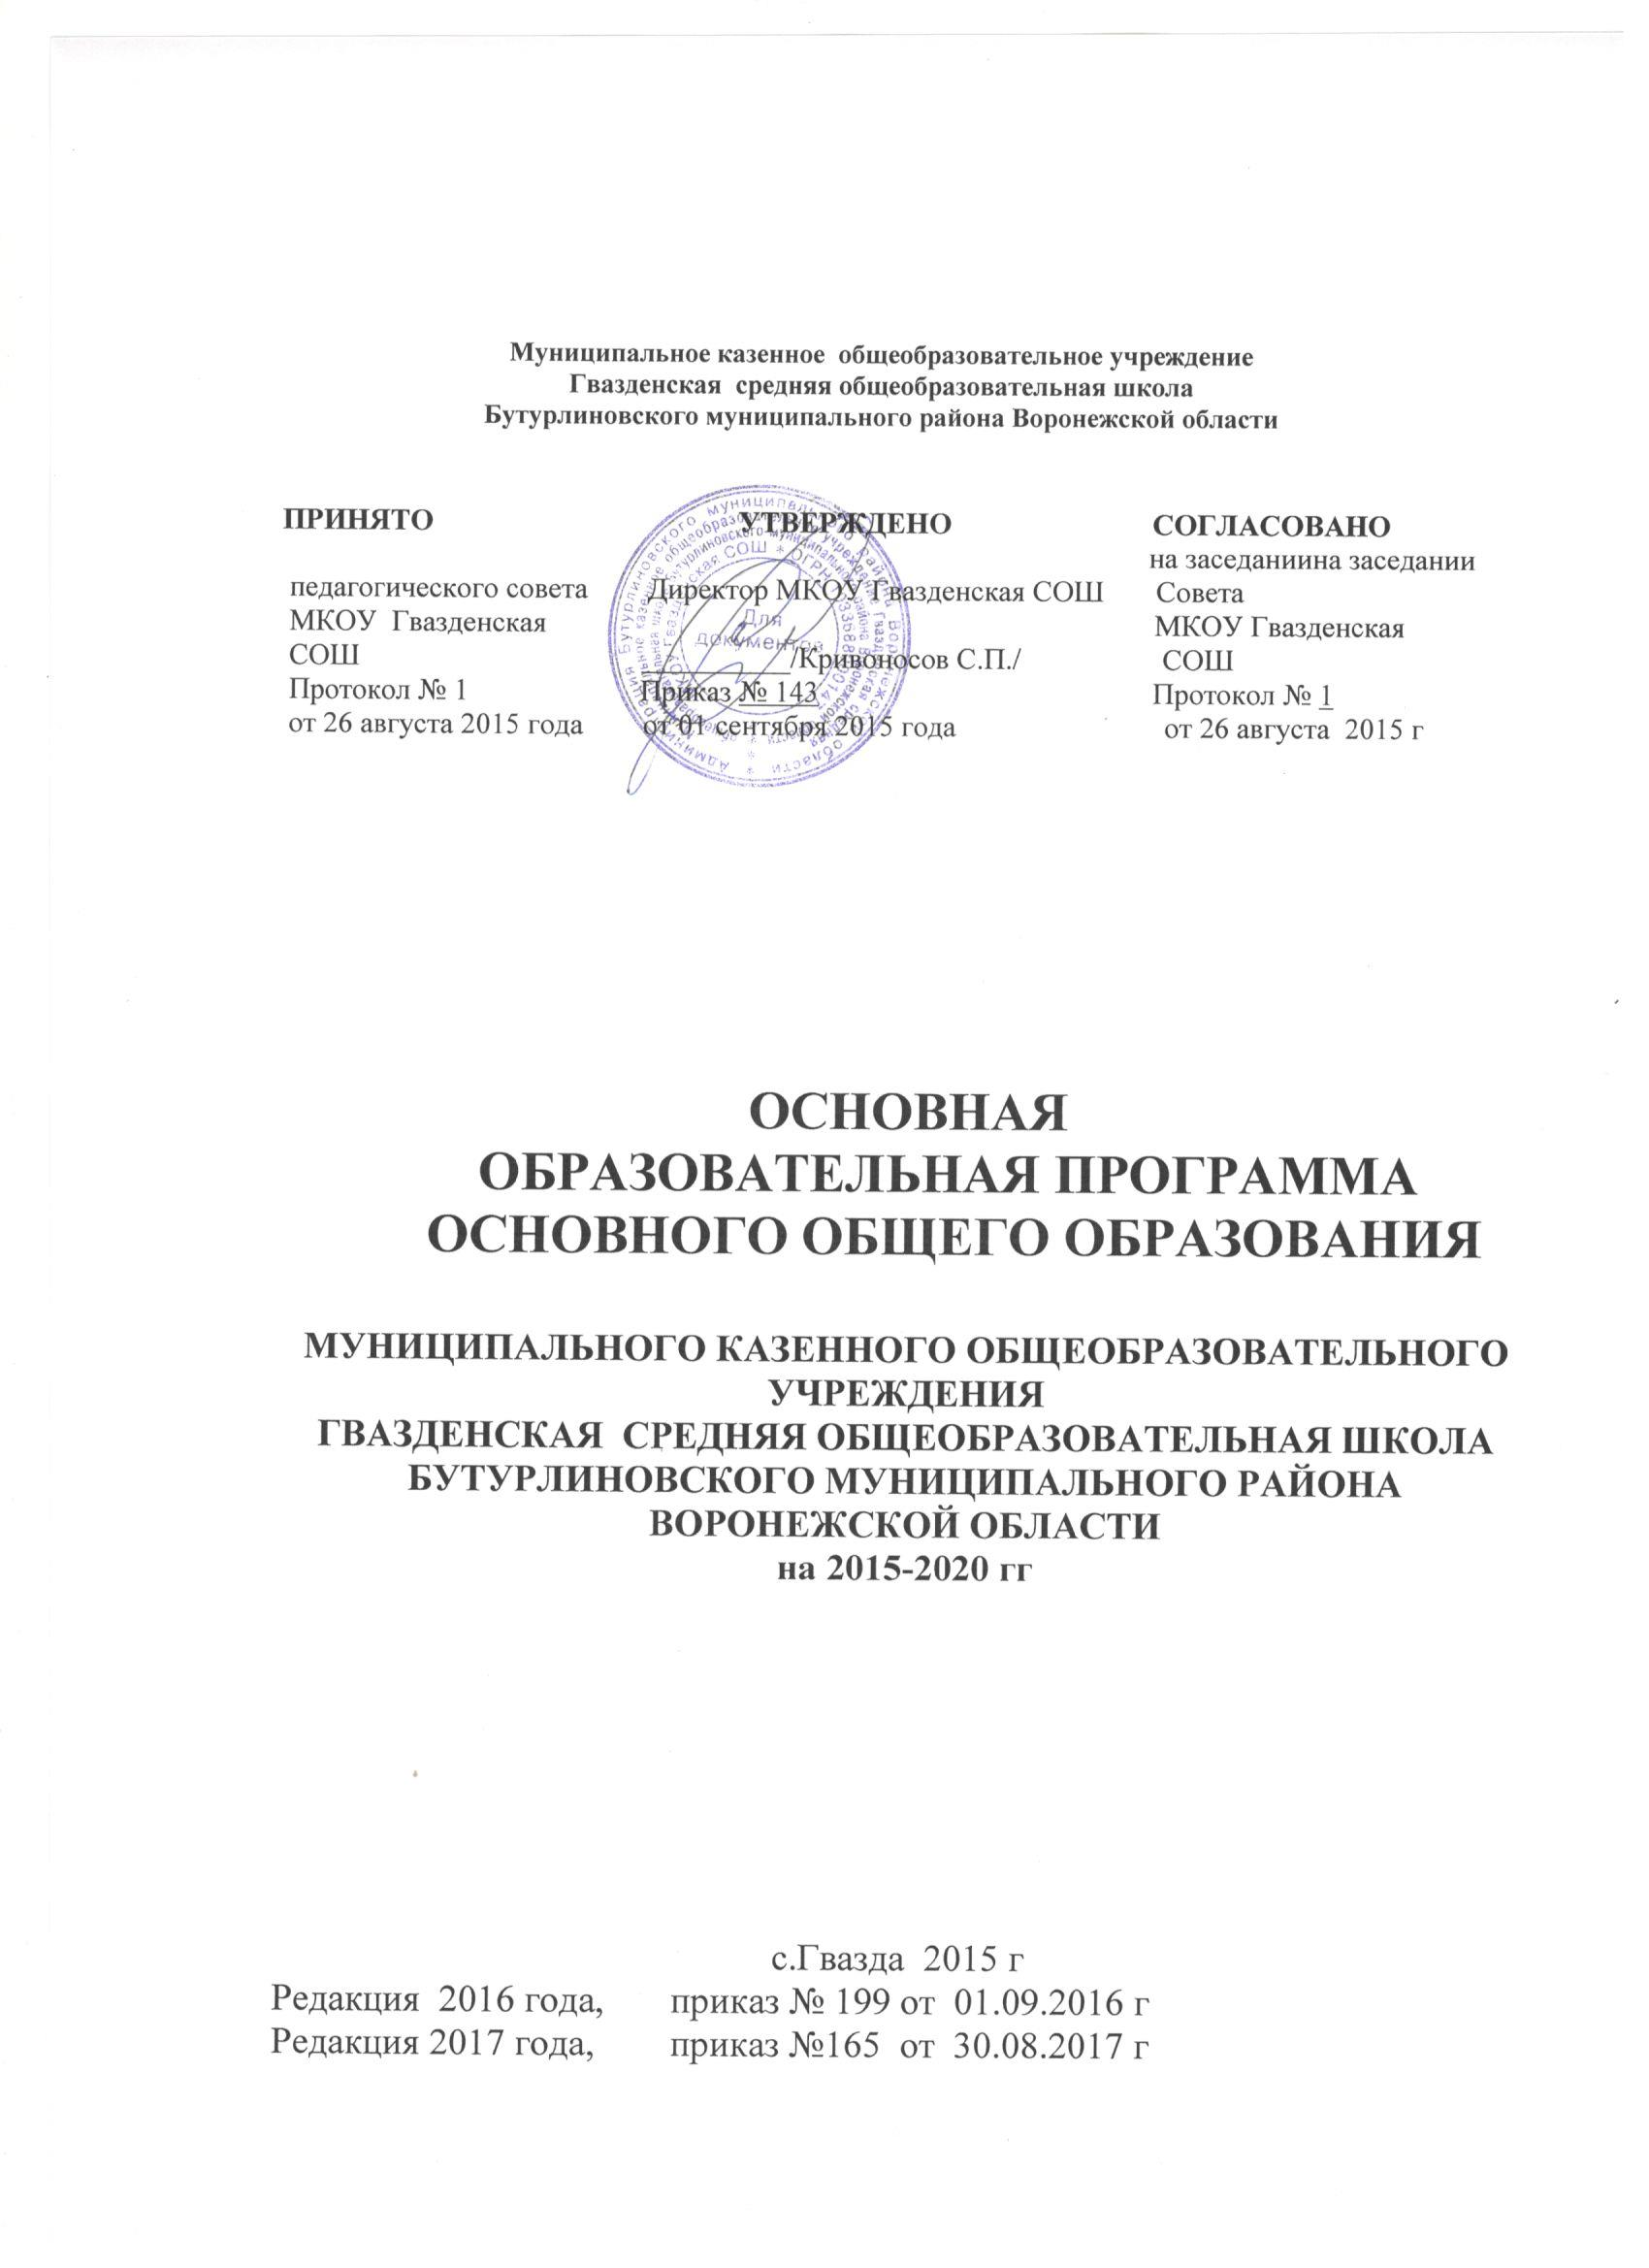 Муниципальное казенное  общеобразовательное учреждение
Гвазденская  средняя общеобразовательная школа
Бутурлиновского муниципального района Воронежской области
ПРИНЯТО
педагогического совета
МКОУ  Гвазденская
СОШ
Протокол № 1
от 26 августа 2015 года
УТВЕРЖДЕНО
Директор МКОУ Гвазденская СОШ
___________/Кривоносов С.П./
Приказ № 143
от 01 сентября 2015 года
Для
документов
СОГЛАСОВАНО
на заседаниина заседании
Совета
МКОУ Гвазденская
СОШ
Протокол № 1
от 26 августа  2015 г
ОСНОВНАЯ
ОБРАЗОВАТЕЛЬНАЯ ПРОГРАММА
ОСНОВНОГО ОБЩЕГО ОБРАЗОВАНИЯ
МУНИЦИПАЛЬНОГО КАЗЕННОГО ОБЩЕОБРАЗОВАТЕЛЬНОГО
УЧРЕЖДЕНИЯ
ГВАЗДЕНСКАЯ  СРЕДНЯЯ ОБЩЕОБРАЗОВАТЕЛЬНАЯ ШКОЛА
БУТУРЛИНОВСКОГО МУНИЦИПАЛЬНОГО РАЙОНА
ВОРОНЕЖСКОЙ ОБЛАСТИ
на 2015-2020 гг
с.Гвазда  2015 г
Редакция  2016 года, приказ № 199 от  01.09.2016 г
Редакция 2017 года, приказ №165  от  30.08.2017 г